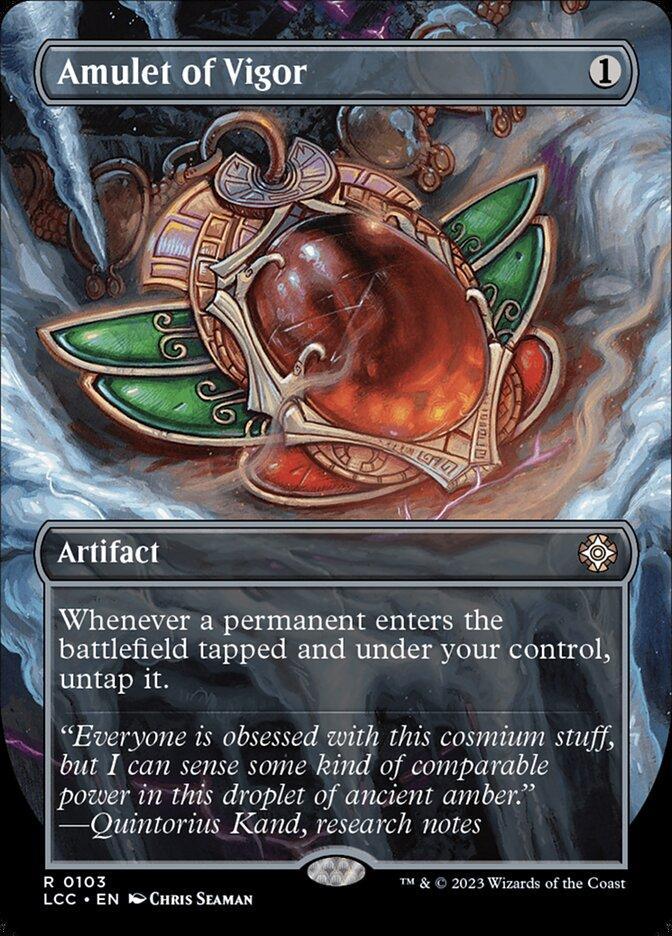 Amulet of Vigor
1
Artifact
Whenever a permanent enters the
battlefield tapped and under your control,
untap it.
“Everyone is obsessed with this cosmium stuff,
but I can sense some kind of comparable
power in this droplet of ancient amber.”
—Quintorius Kand, research notes
R 0103
LCC • EN Chris Seaman
™ & © 2023 Wizards of the Coast